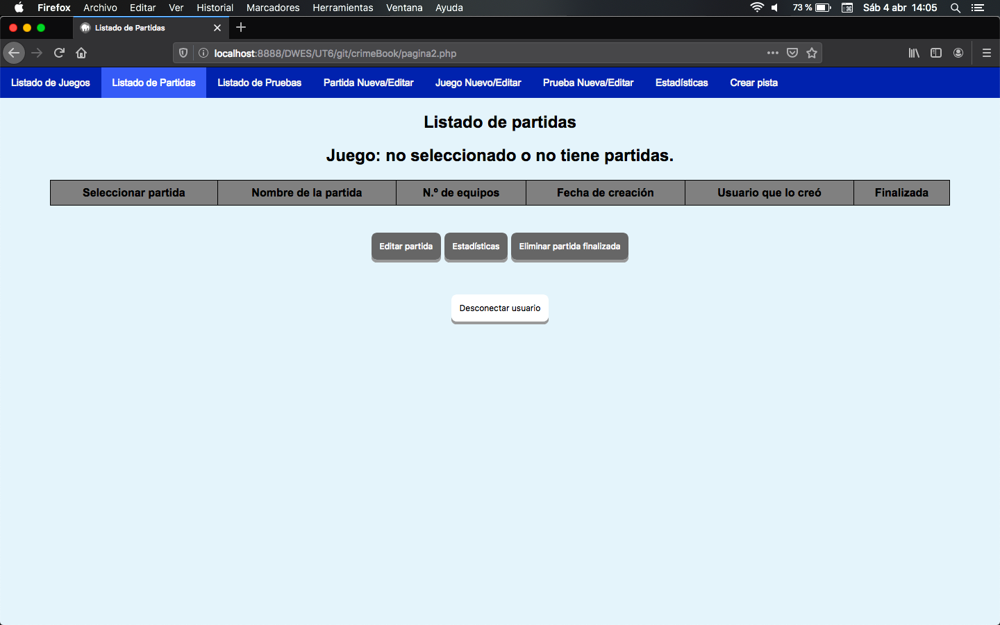 Firefox Archivo Editar Ver Historial Marcadores Herramientas Ventana Ayuda 73 % Sáb 4 abr 14:05
Listado de Partidas
localhost:8888/DWES/UT6/git/crimeBook/pagina2.php
Listado de Juegos Listado de Partidas Listado de Pruebas Partida Nueva/Editar Juego Nuevo/Editar Prueba Nueva/Editar Estadísticas Crear pista
Listado de partidas
Juego: no seleccionado o no tiene partidas.
Seleccionar partida Nombre de la partida N.º de equipos Fecha de creación Usuario que lo creó Finalizada
Editar partida Estadísticas Eliminar partida finalizada
Desconectar usuario